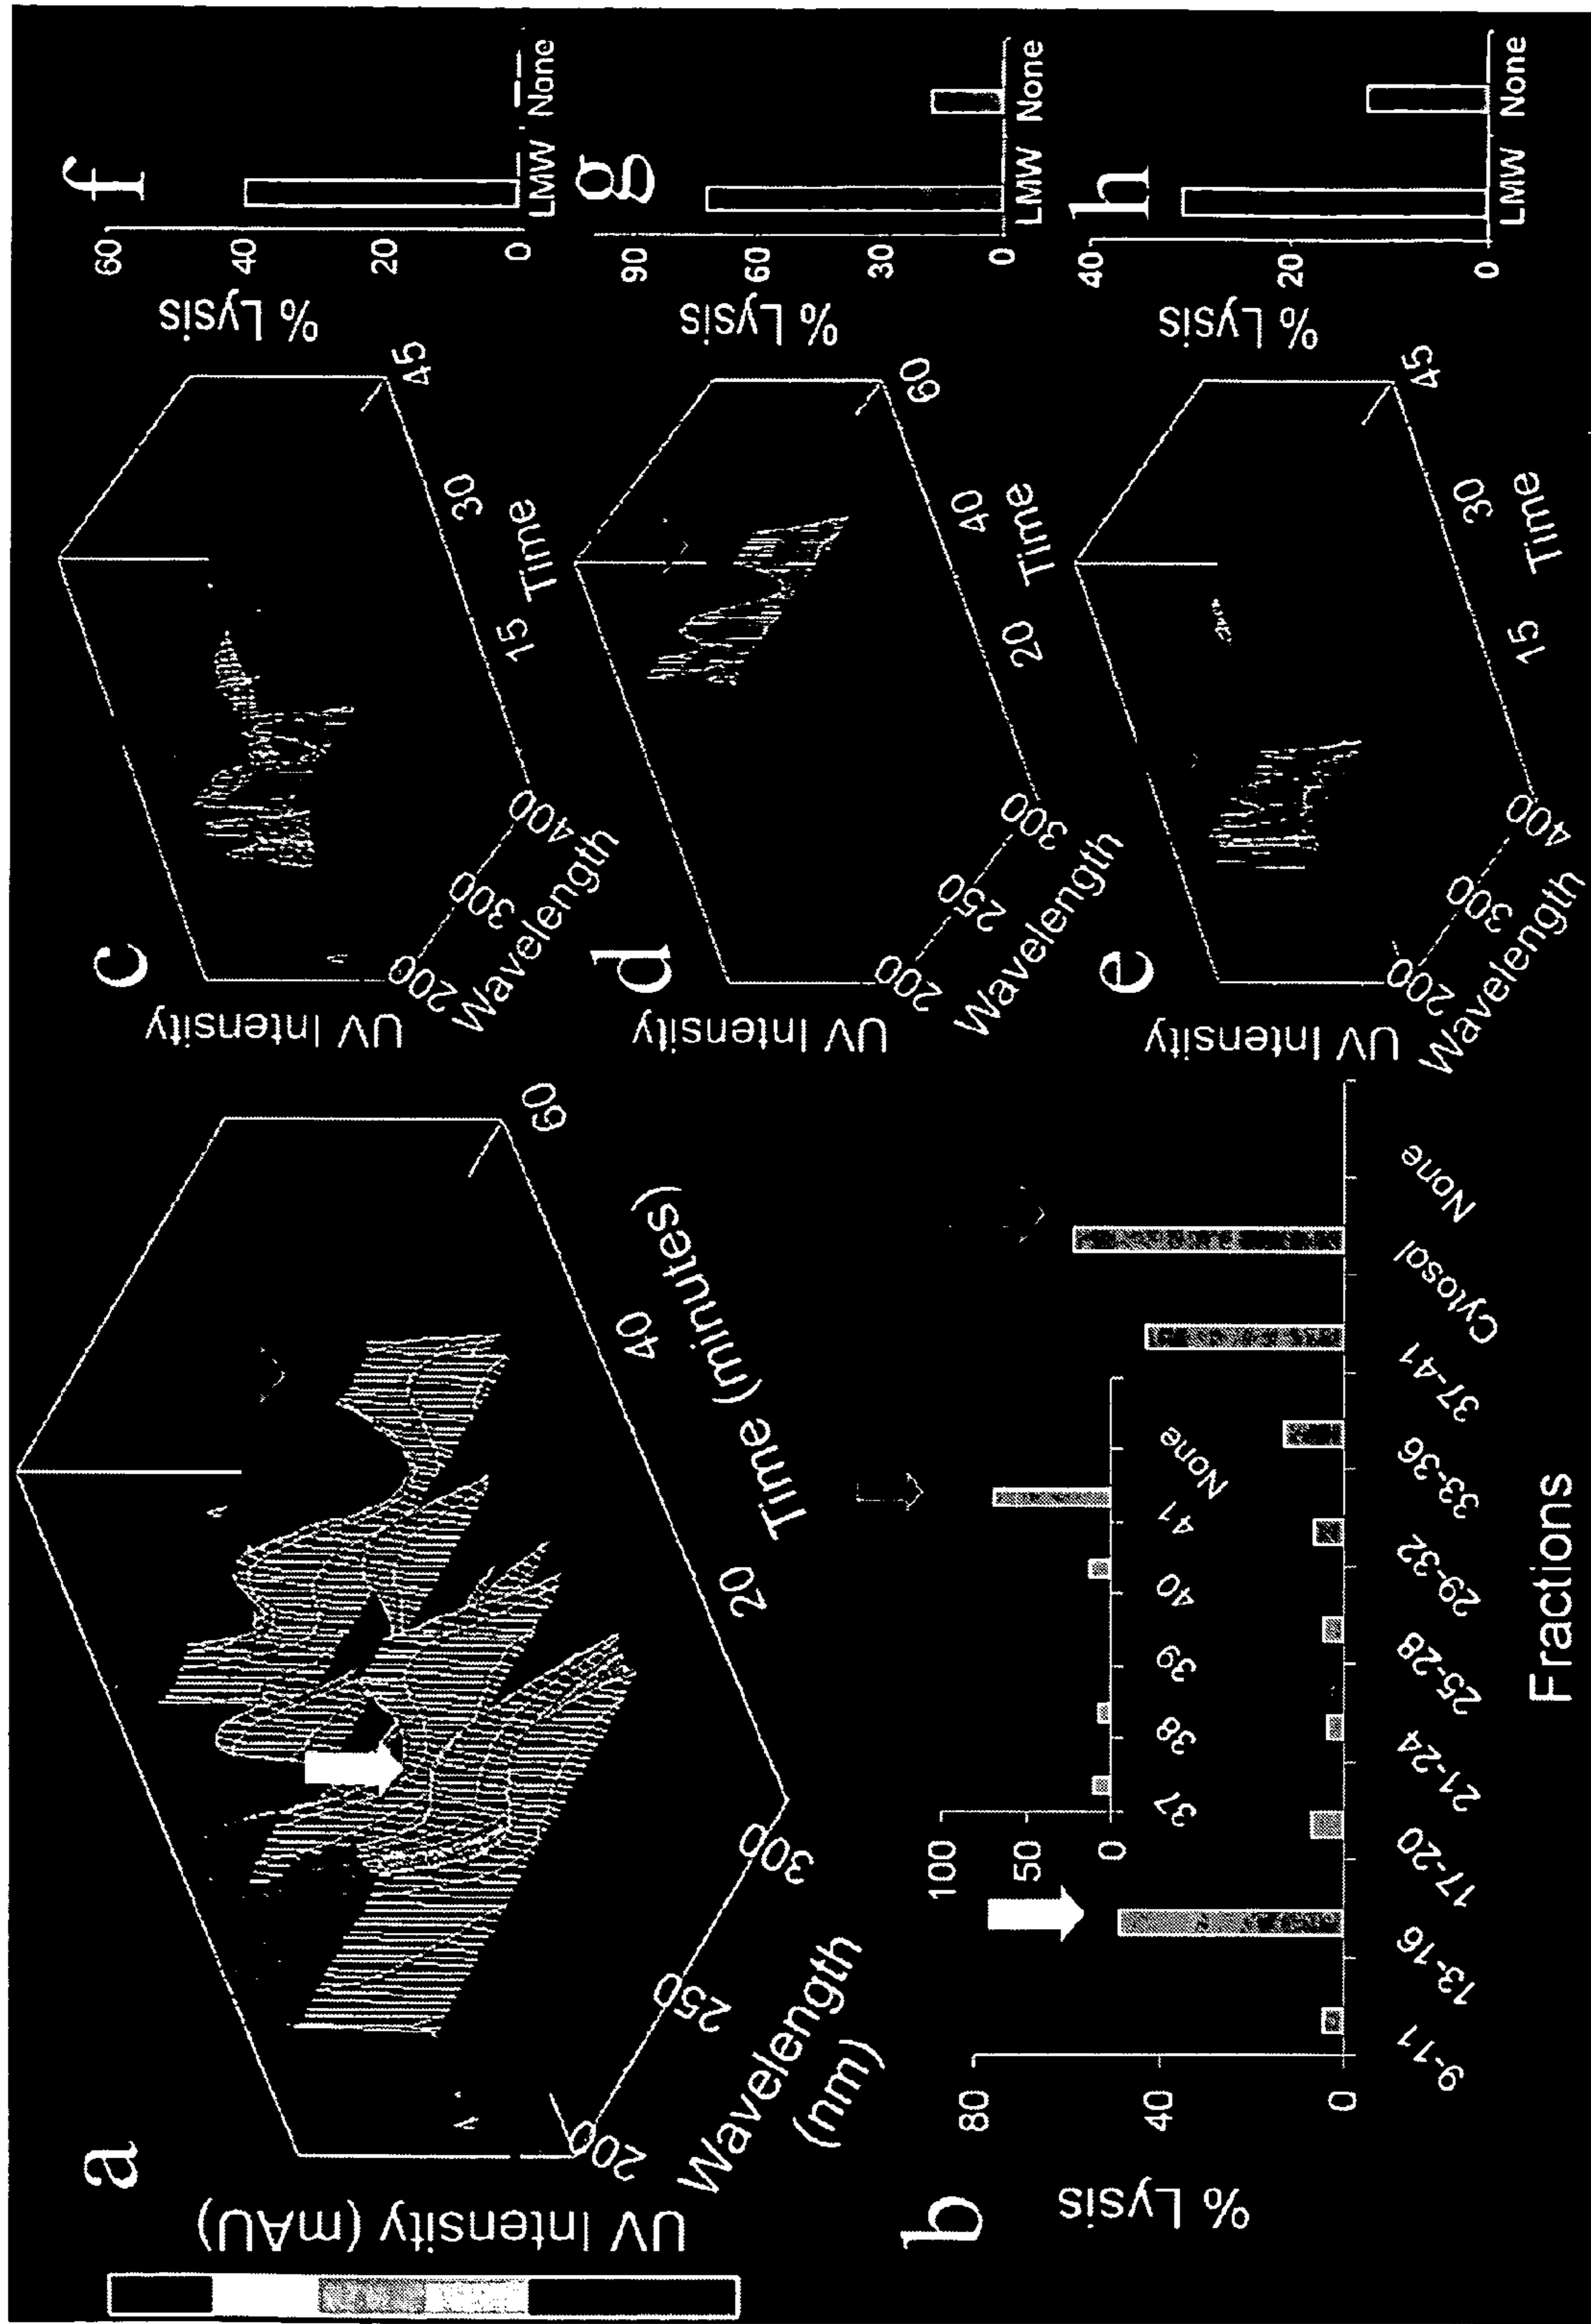 a
UV Intensity (mAU)
200
250
300
Wavelength
(nm)
20
40
60
Time (minutes)
b
% Lysis
80
40
0
9-11
13-16
17-20
21-24
25-28
29-32
33-36
37-41
Cytosol
None
Fractions
100
50
0
37
38
39
40
41
None
c
UV Intensity
200
300
400
Wavelength
15
30
45
Time
d
UV Intensity
200
250
300
Wavelength
20
40
60
Time
e
UV Intensity
200
300
400
Wavelength
15
30
45
Time
f
% Lysis
60
40
20
0
LMW None
g
% Lysis
90
60
30
0
LMW None
h
% Lysis
40
20
0
LMW None